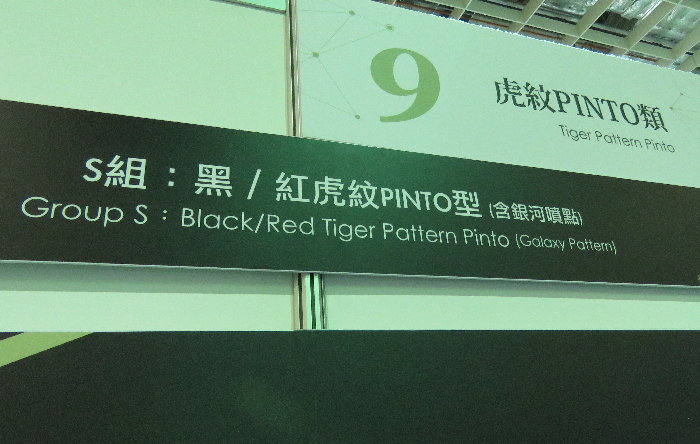 9
虎紋PINTO類
Tiger Pattern Pinto
S組：黑 / 紅虎紋PINTO型 (含銀河噴點)
Group S：Black/Red Tiger Pattern Pinto (Galaxy Pattern)